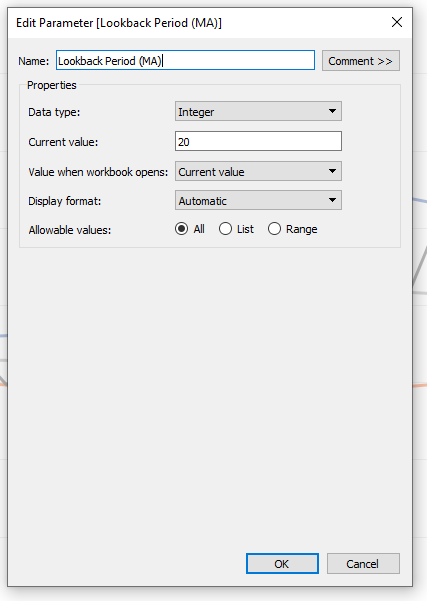 Edit Parameter [Lookback Period (MA)]
Name: Lookback Period (MA) Comment >>
Properties
Data type: Integer
Current value: 20
Value when workbook opens: Current value
Display format: Automatic
Allowable values: All List Range
OK Cancel